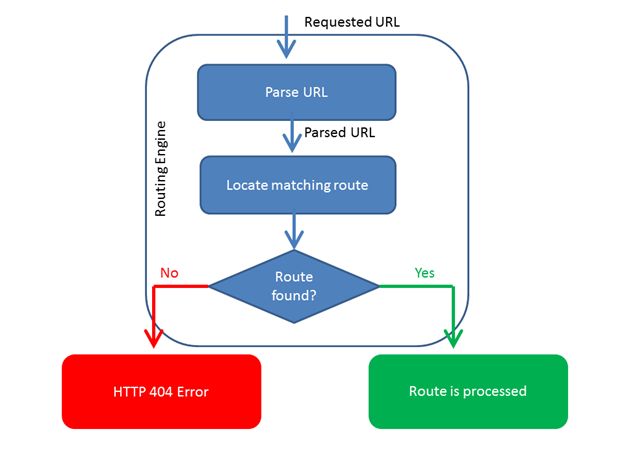 Requested URL
Parse URL
Parsed URL
Routing Engine
Locate matching route
No
Route
found?
Yes
HTTP 404 Error
Route is processed